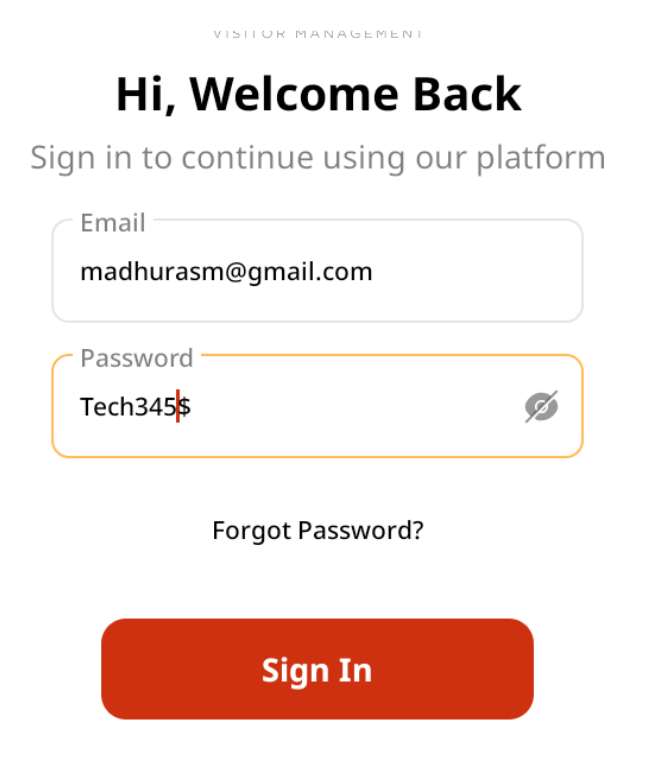 VISITOR MANAGEMENT
Hi, Welcome Back
Sign in to continue using our platform
Email
madhurasm@gmail.com
Password
Tech345$
Forgot Password?
Sign In